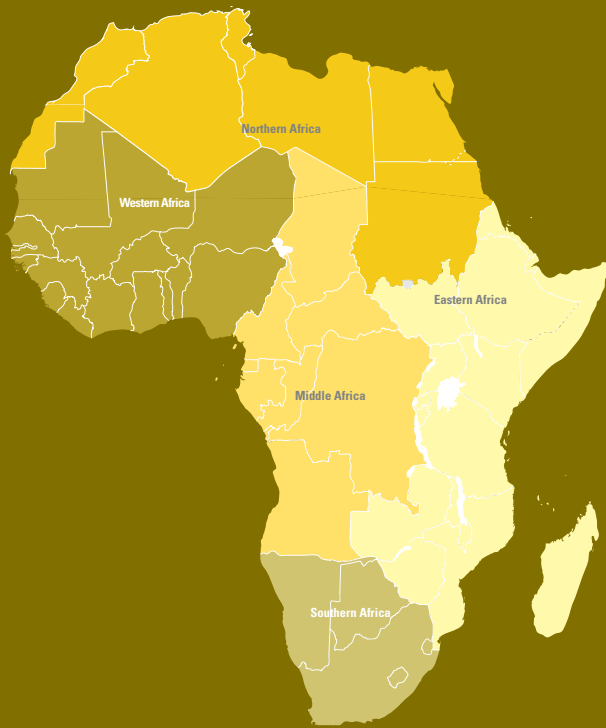 Northern Africa
Western Africa
Eastern Africa
Middle Africa
Southern Africa